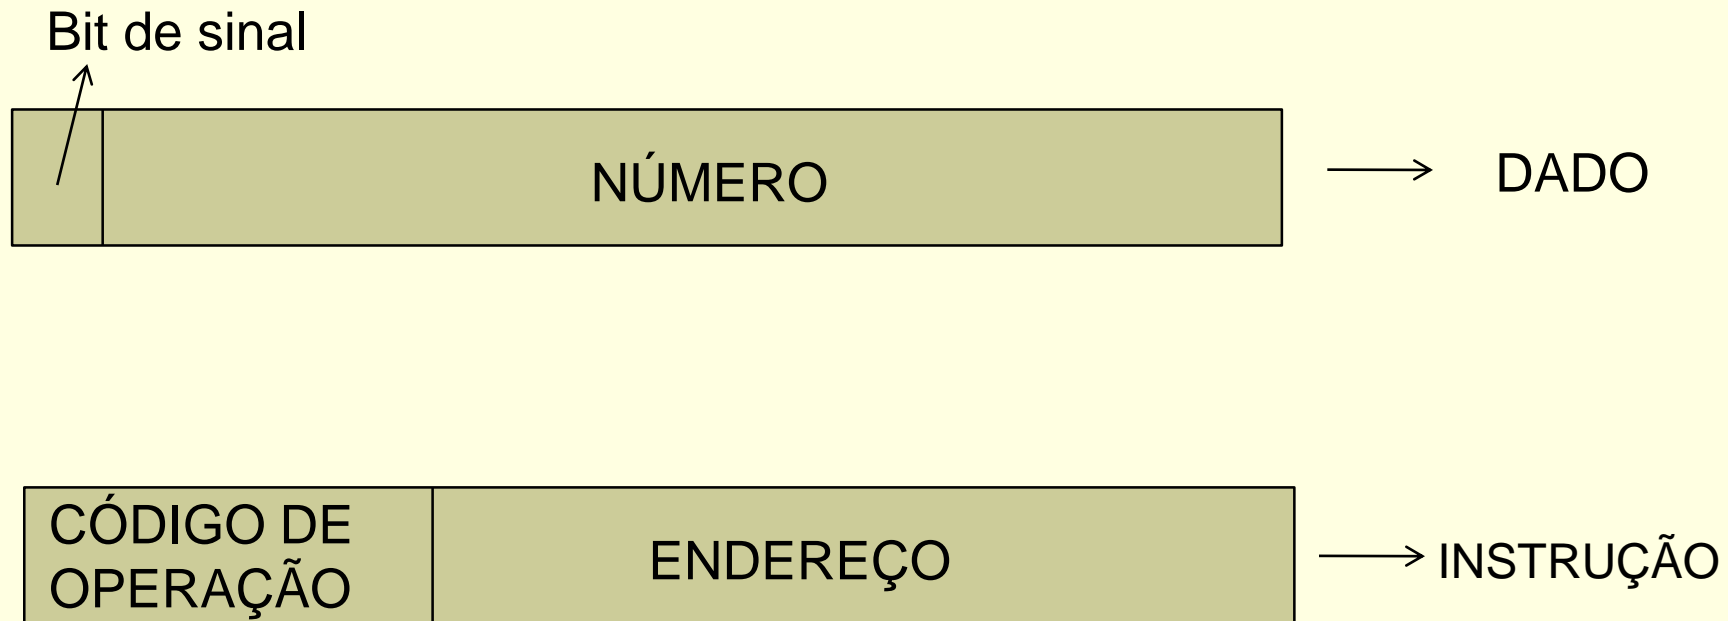 Bit de sinal
NÚMERO
DADO
CÓDIGO DE
OPERAÇÃO
ENDEREÇO
INSTRUÇÃO